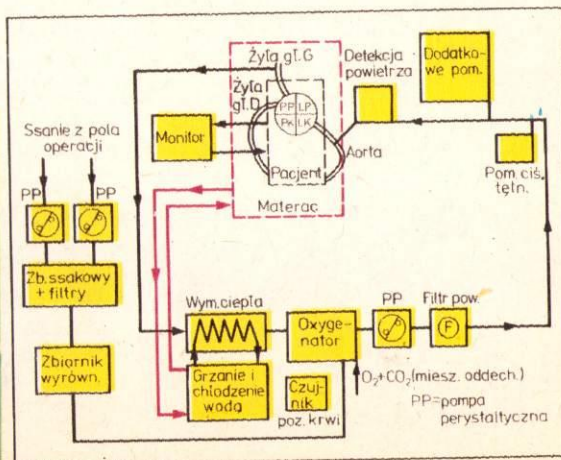 Żyła gł.G
Detekcja
powietrza
Dodatko-
we pom.
Żyła
gł.D
PP LP
PK LK
Ssanie z pola
operacji
Monitor
Pacjent
Aorta
Pom ciś.
tętn.
PP
PP
Materac
Zb.ssakowy
+ filtry
Wym.ciepła
PP
Filtr pow.
Oxyge-
nator
F
Zbiornik
wyrówn.
Grzanie i
chłodzenie
wodą
Czuj-
nik
poz. krwi
O₂+CO₂(miesz. oddech.)
PP=pompa
perystaltyczna